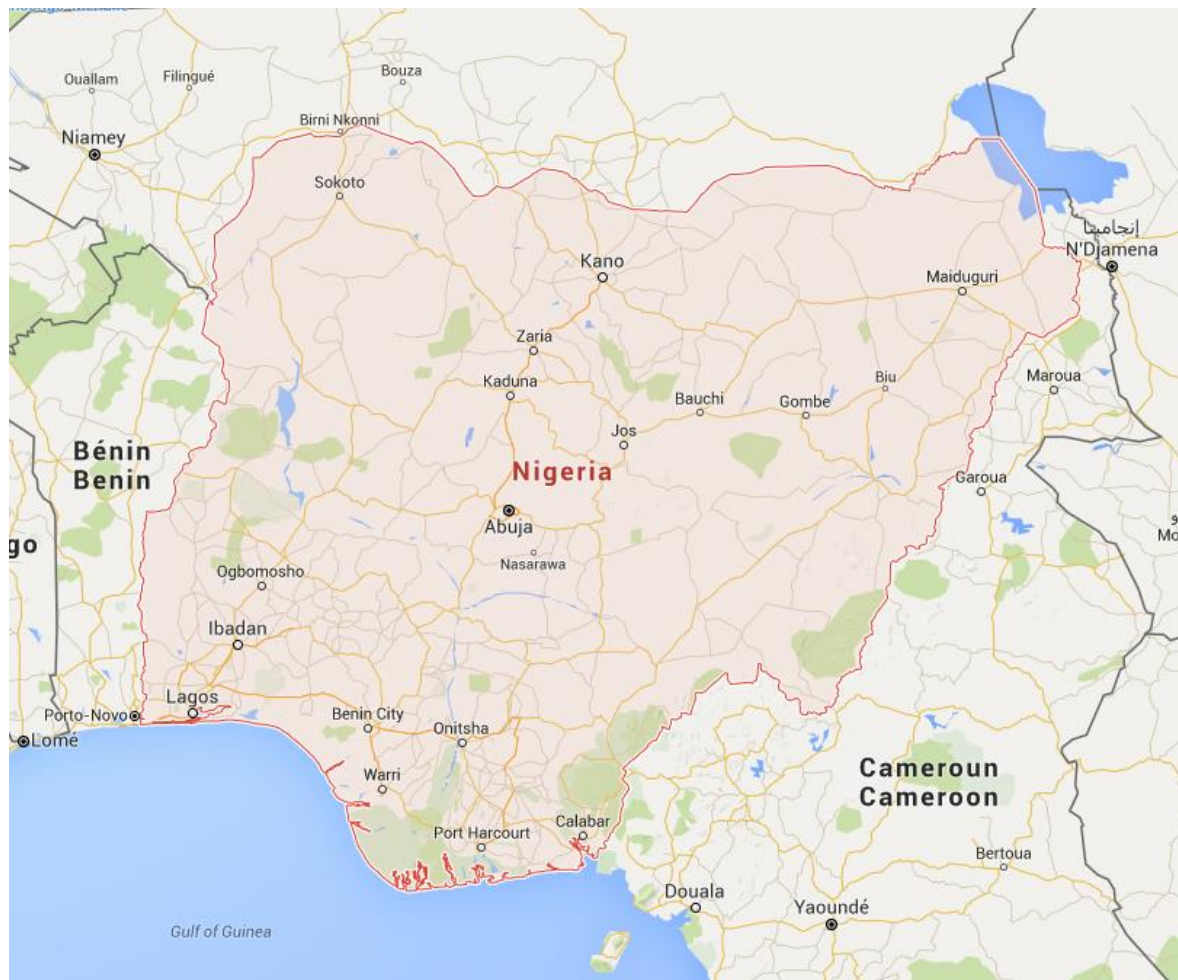 Bouza
Filingué
Ouallam
Birni Nkonni
Niamey
Sokoto
إنجامينا
N'Djamena
Kano
Maiduguri
Zaria
Kaduna
Biu
Maroua
Bauchi
Gombe
Jos
Bénin
Benin
Nigeria
Garoua
Abuja
go
Mo
Nasarawa
Ogbomosho
Ibadan
Lagos
Porto-Novo
Benin City
Onitsha
Lomé
Warri
Cameroun
Cameroon
Port Harcourt
Calabar
Bertoua
Douala
Yaoundé
Gulf of Guinea